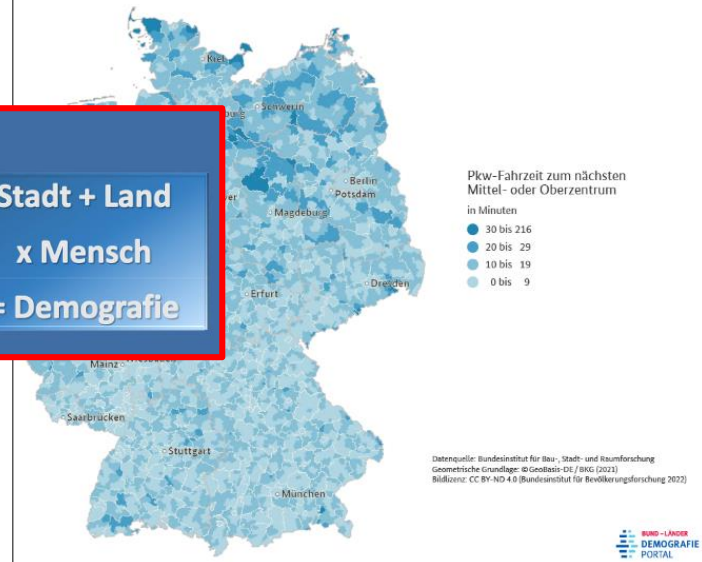 Kiel
Schwerin
burg
Berlin
Potsdam
Magdeburg
Stadt + Land
x Mensch
= Demografie
Erfurt
Dresden
Mainz
Saarbrücken
Stuttgart
München
Pkw-Fahrzeit zum nächsten
Mittel- oder Oberzentrum
in Minuten
30 bis 216
20 bis 29
10 bis 19
0 bis 9
Datenquelle: Bundesinstitut für Bau-, Stadt- und Raumforschung
Geometrische Grundlage: © GeoBasis-DE / BKG (2021)
Bildlizenz: CC BY-ND 4.0 (Bundesinstitut für Bevölkerungsforschung 2022)
BUND-LÄNDER
DEMOGRAFIE
PORTAL